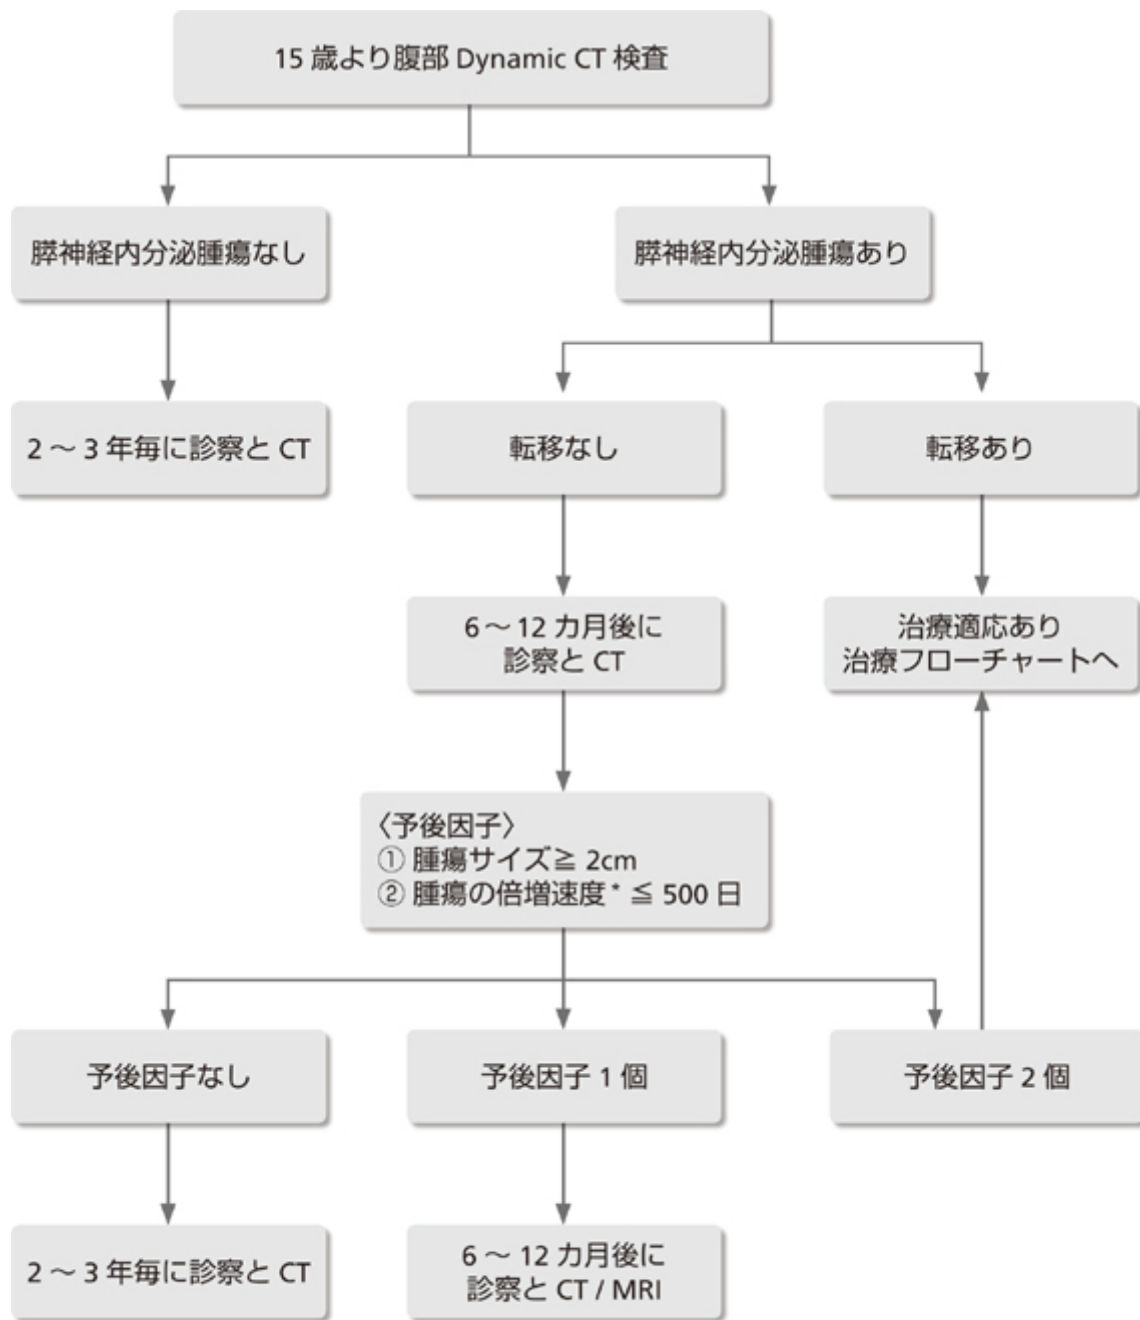 15 歳より腹部 Dynamic CT 検査
膵神経内分泌腫瘍なし
膵神経内分泌腫瘍あり
2 ～ 3 年毎に診察と CT
転移なし
転移あり
6 ～ 12 カ月後に
診察と CT
治療適応あり
治療フローチャートへ
〈予後因子〉
① 腫瘍サイズ≧ 2cm
② 腫瘍の倍増速度 * ≦ 500 日
予後因子なし
予後因子 1 個
予後因子 2 個
2 ～ 3 年毎に診察と CT
6 ～ 12 カ月後に
診察と CT / MRI